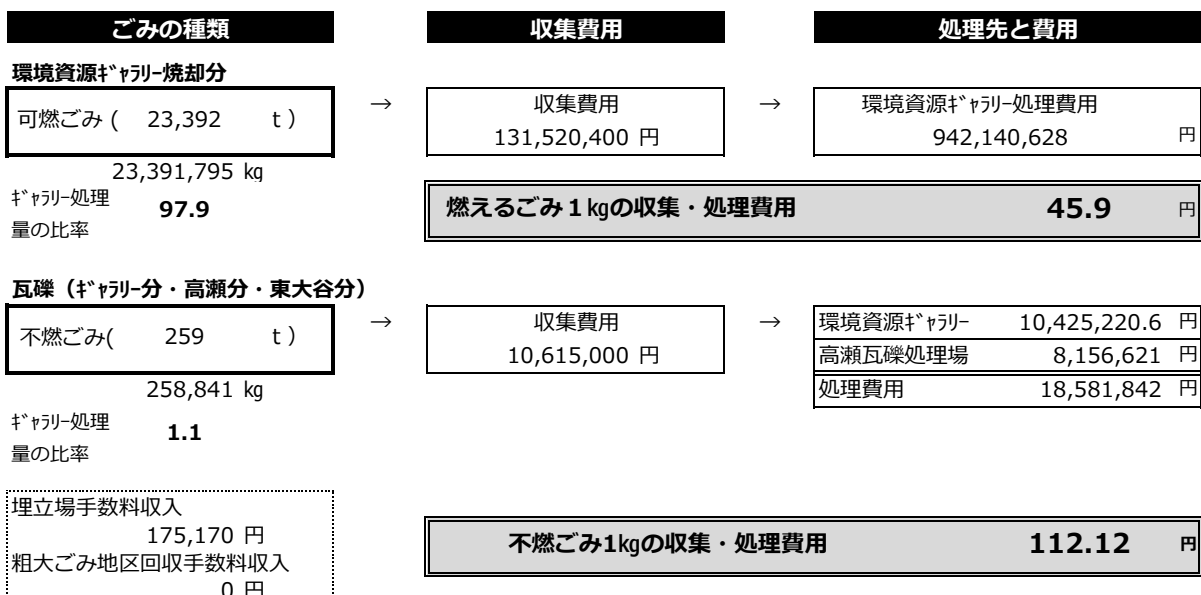 ごみの種類 収集費用 処理先と費用
環境資源ｷﾞｬﾗﾘｰ焼却分
可燃ごみ ( 23,392 ｔ) → 収集費用 → 環境資源ｷﾞｬﾗﾘｰ処理費用
131,520,400 円 942,140,628 円
23,391,795 ㎏
ｷﾞｬﾗﾘｰ処理量の比率 97.9 燃えるごみ１㎏の収集・処理費用 45.9 円
瓦礫（ｷﾞｬﾗﾘｰ分・高瀬分・東大谷分）
不燃ごみ( 259 ｔ) → 収集費用 → 環境資源ｷﾞｬﾗﾘｰ 10,425,220.6 円
10,615,000 円 高瀬瓦礫処理場 8,156,621 円
258,841 ㎏ 処理費用 18,581,842 円
ｷﾞｬﾗﾘｰ処理量の比率 1.1
埋立場手数料収入
175,170 円 不燃ごみ1㎏の収集・処理費用 112.12 円
粗大ごみ地区回収手数料収入
0 円